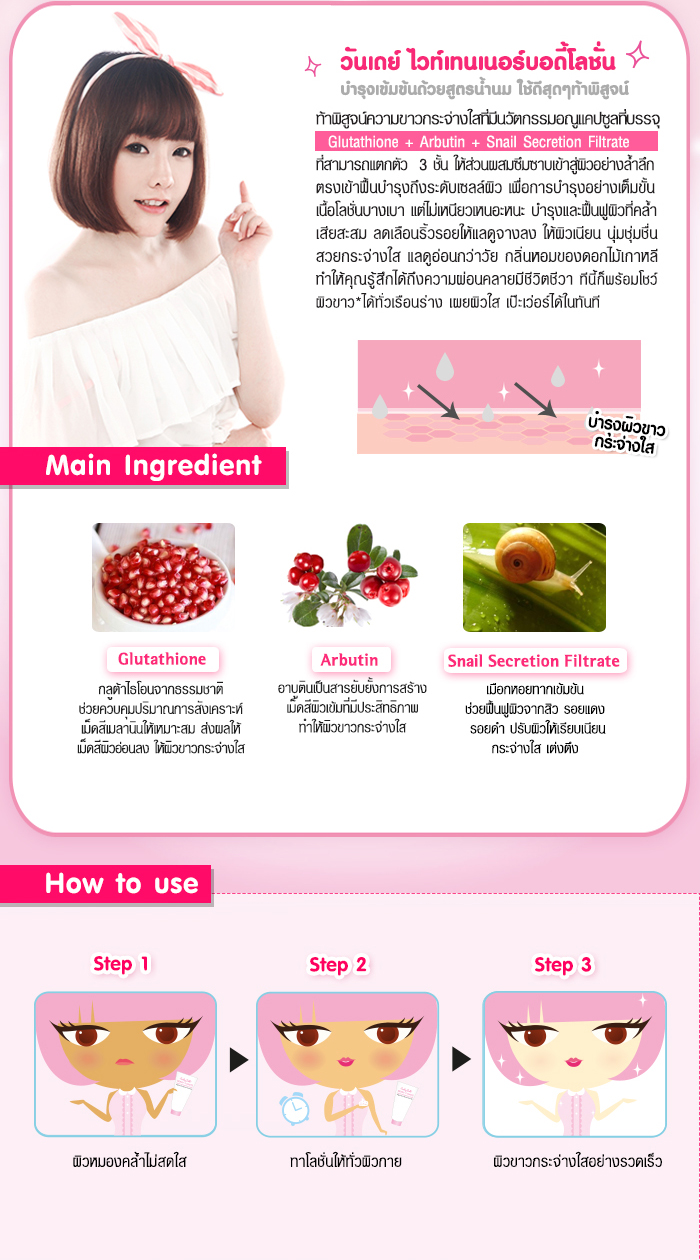 วันเดย์ ไวท์เทนเนอร์บอดี้โลชั่น
บำรุงเข้มข้นด้วยสูตรน้ำนม ใช้ดีสุดๆท้าพิสูจน์
ท้าพิสูจน์ความขาวกระจ่างใสที่มีนวัตกรรมอณูแคปซูลที่บรรจุ
Glutathione + Arbutin + Snail Secretion Filtrate
ที่สามารถแตกตัว 3 ชั้น ให้ส่วนผสมซึมซาบเข้าสู่ผิวอย่างล้ำลึก
ตรงเข้าฟื้นบำรุงถึงระดับเซลล์ผิว เพื่อการบำรุงอย่างเต็มขั้น
เนื้อโลชั่นบางเบา แต่ไม่เหนียวเหนอะหนะ บำรุงและฟื้นฟูผิวที่คล้ำ
เสียสะสม ลดเลือนริ้วรอยให้แลดูจางลง ให้ผิวเนียน นุ่มชุ่มชื่น
สวยกระจ่างใส แลดูอ่อนกว่าวัย กลิ่นหอมของดอกไม้เกาหลี
ทำให้คุณรู้สึกได้ถึงความผ่อนคลายมีชีวิตชีวา ทีนี้ก็พร้อมโชว์
ผิวขาว*ได้ทั่วเรือนร่าง เผยผิวใส เป๊ะเว่อร์ได้ในทันที
บำรุงผิวขาว
กระจ่างใส
Main Ingredient
Glutathione
กลูต้าไธโอนจากธรรมชาติ
ช่วยควบคุมปริมาณการสังเคราะห์
เม็ดสีเมลานินให้เหมาะสม ส่งผลให้
เม็ดสีผิวอ่อนลง ให้ผิวขาวกระจ่างใส
Arbutin
อาบูตินเป็นสารยับยั้งการสร้าง
เม็ดสีผิวเข้มที่มีประสิทธิภาพ
ทำให้ผิวขาวกระจ่างใส
Snail Secretion Filtrate
เมือกหอยทากเข้มข้น
ช่วยฟื้นฟูผิวจากสิว รอยแดง
รอยดำ ปรับผิวให้เรียบเนียน
กระจ่างใส เต่งตึง
How to use
Step 1
Step 2
Step 3
ผิวหมองคล้ำไม่สดใส
ทาโลชั่นให้ทั่วผิวกาย
ผิวขาวกระจ่างใสอย่างรวดเร็ว